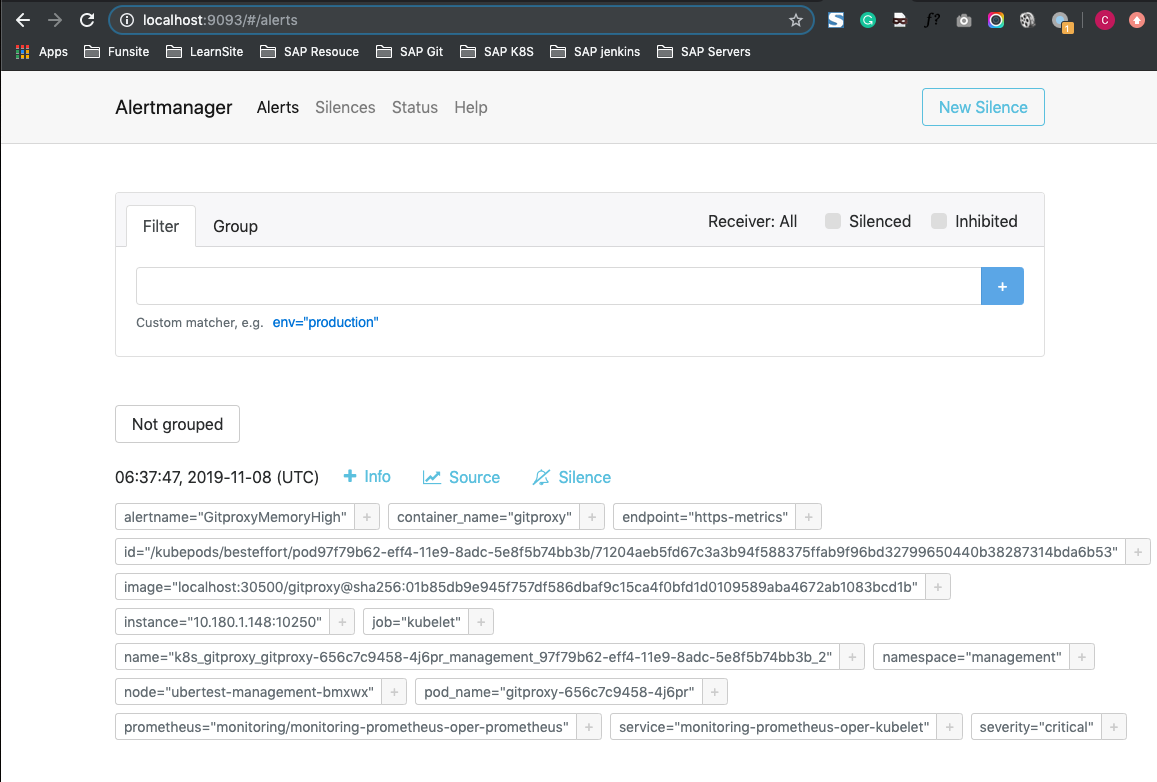 localhost:9093/#/alerts
1
C
Apps Funsite LearnSite SAP Resouce SAP Git SAP K8S SAP jenkins SAP Servers
Alertmanager Alerts Silences Status Help New Silence
Filter Group Receiver: All Silenced Inhibited
+
Custom matcher, e.g. env="production"
Not grouped
06:37:47, 2019-11-08 (UTC) + Info Source Silence
alertname="GitproxyMemoryHigh" + container_name="gitproxy" + endpoint="https-metrics" +
id="/kubepods/besteffort/pod97f79b62-eff4-11e9-8adc-5e8f5b74bb3b/71204aeb5fd67c3a3b94f588375ffab9f96bd32799650440b38287314bda6b53" +
image="localhost:30500/gitproxy@sha256:01b85db9e945f757df586dbaf9c15ca4f0bfd1d0109589aba4672ab1083bcd1b" +
instance="10.180.1.148:10250" + job="kubelet" +
name="k8s_gitproxy_gitproxy-656c7c9458-4j6pr_management_97f79b62-eff4-11e9-8adc-5e8f5b74bb3b_2" + namespace="management" +
node="ubertest-management-bmxwx" + pod_name="gitproxy-656c7c9458-4j6pr" +
prometheus="monitoring/monitoring-prometheus-oper-prometheus" + service="monitoring-prometheus-oper-kubelet" + severity="critical" +